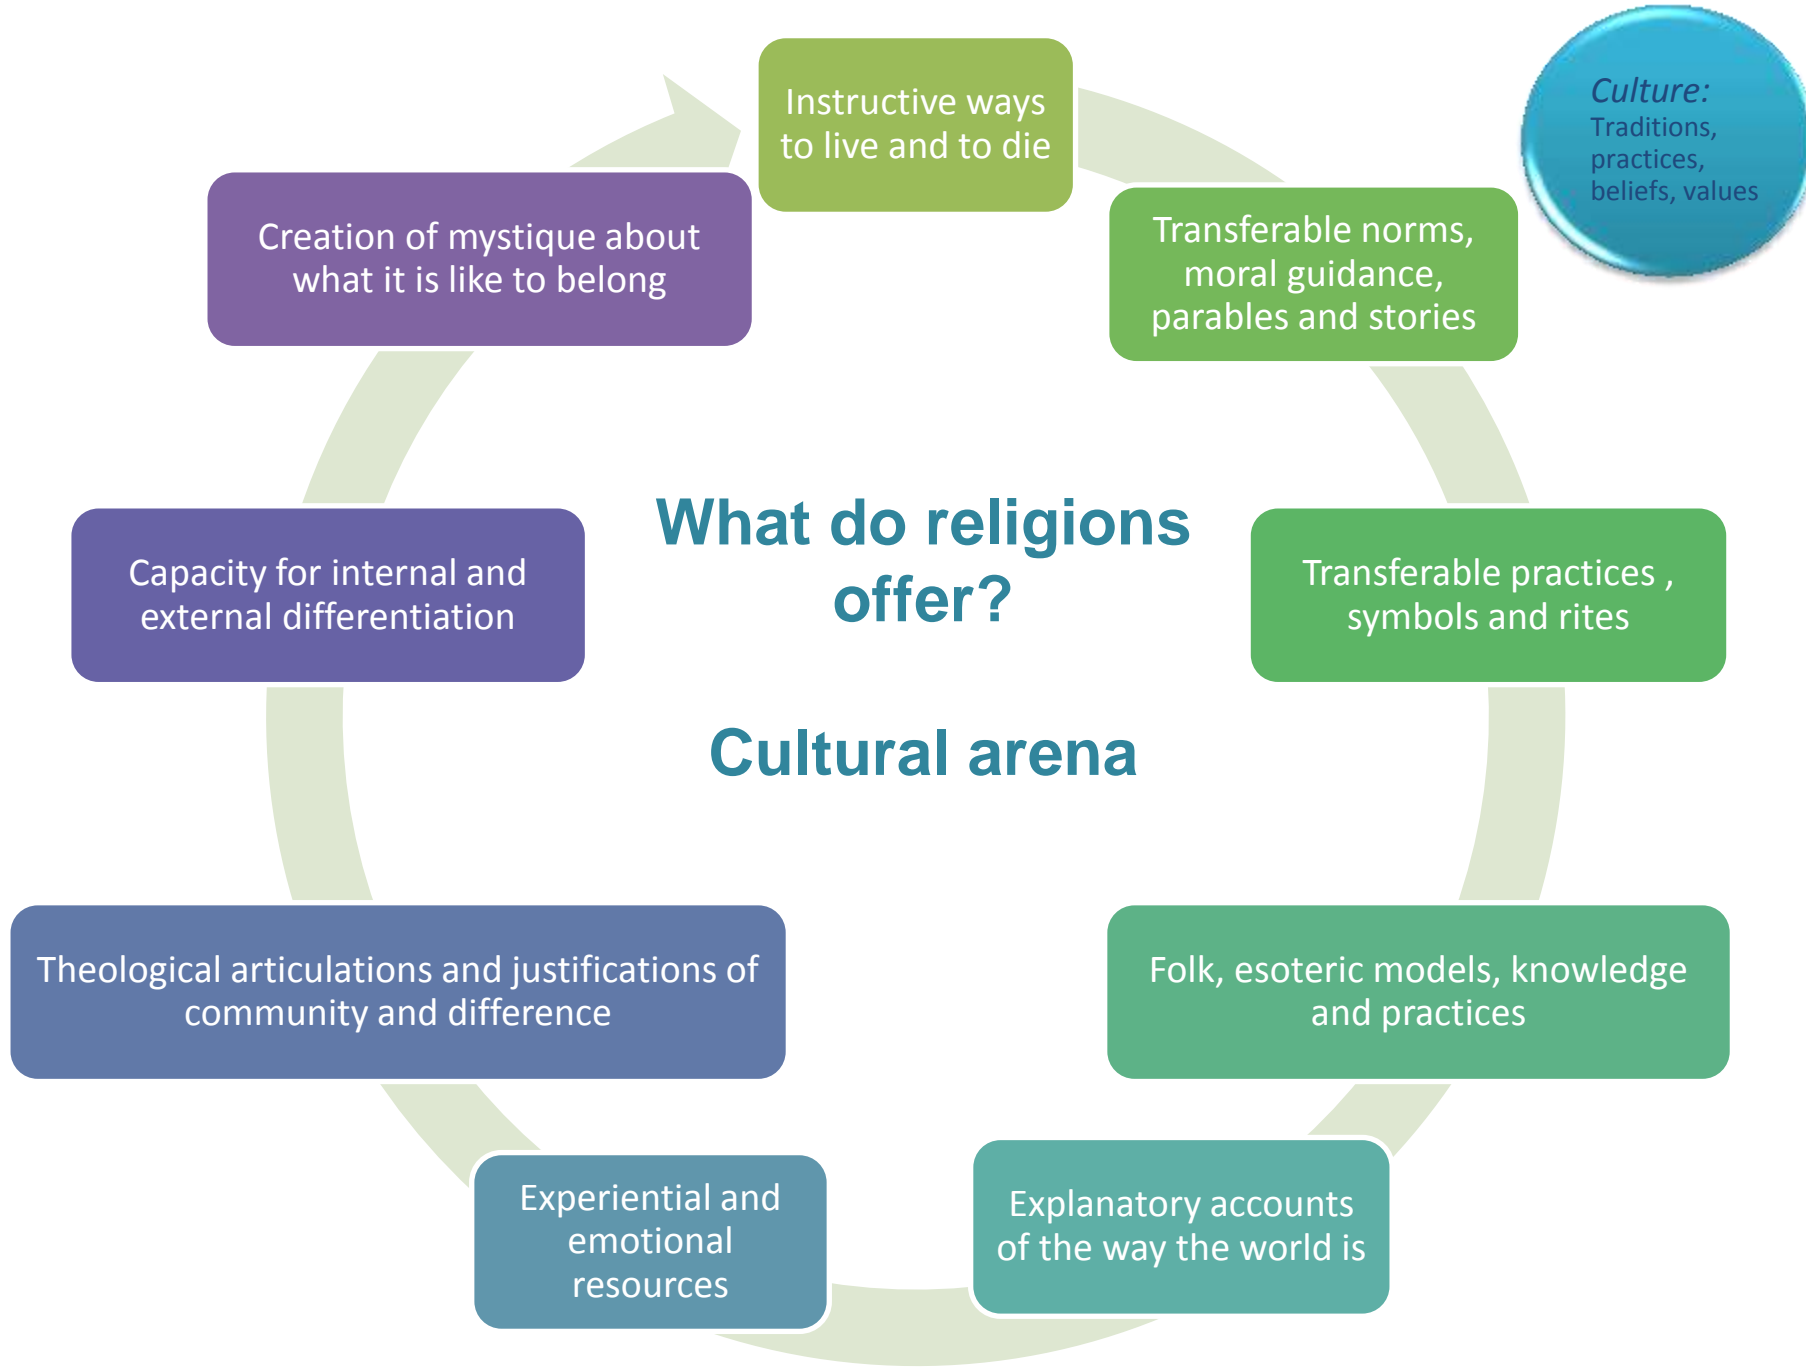 Instructive ways
to live and to die
Culture:
Traditions,
practices,
beliefs, values
Transferable norms,
moral guidance,
parables and stories
Transferable practices ,
symbols and rites
Folk, esoteric models, knowledge
and practices
Explanatory accounts
of the way the world is
Experiential and
emotional
resources
Theological articulations and justifications of
community and difference
Capacity for internal and
external differentiation
Creation of mystique about
what it is like to belong
What do religions
offer?
Cultural arena